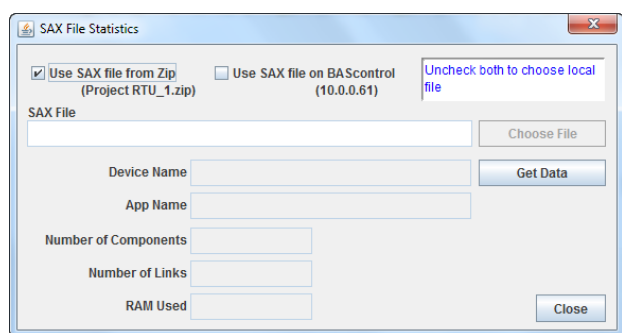 SAX File Statistics
Use SAX file from Zip
(Project RTU_1.zip)
Use SAX file on BAScontrol
(10.0.0.61)
Uncheck both to choose local
file
SAX File
Choose File
Device Name
Get Data
App Name
Number of Components
Number of Links
RAM Used
Close